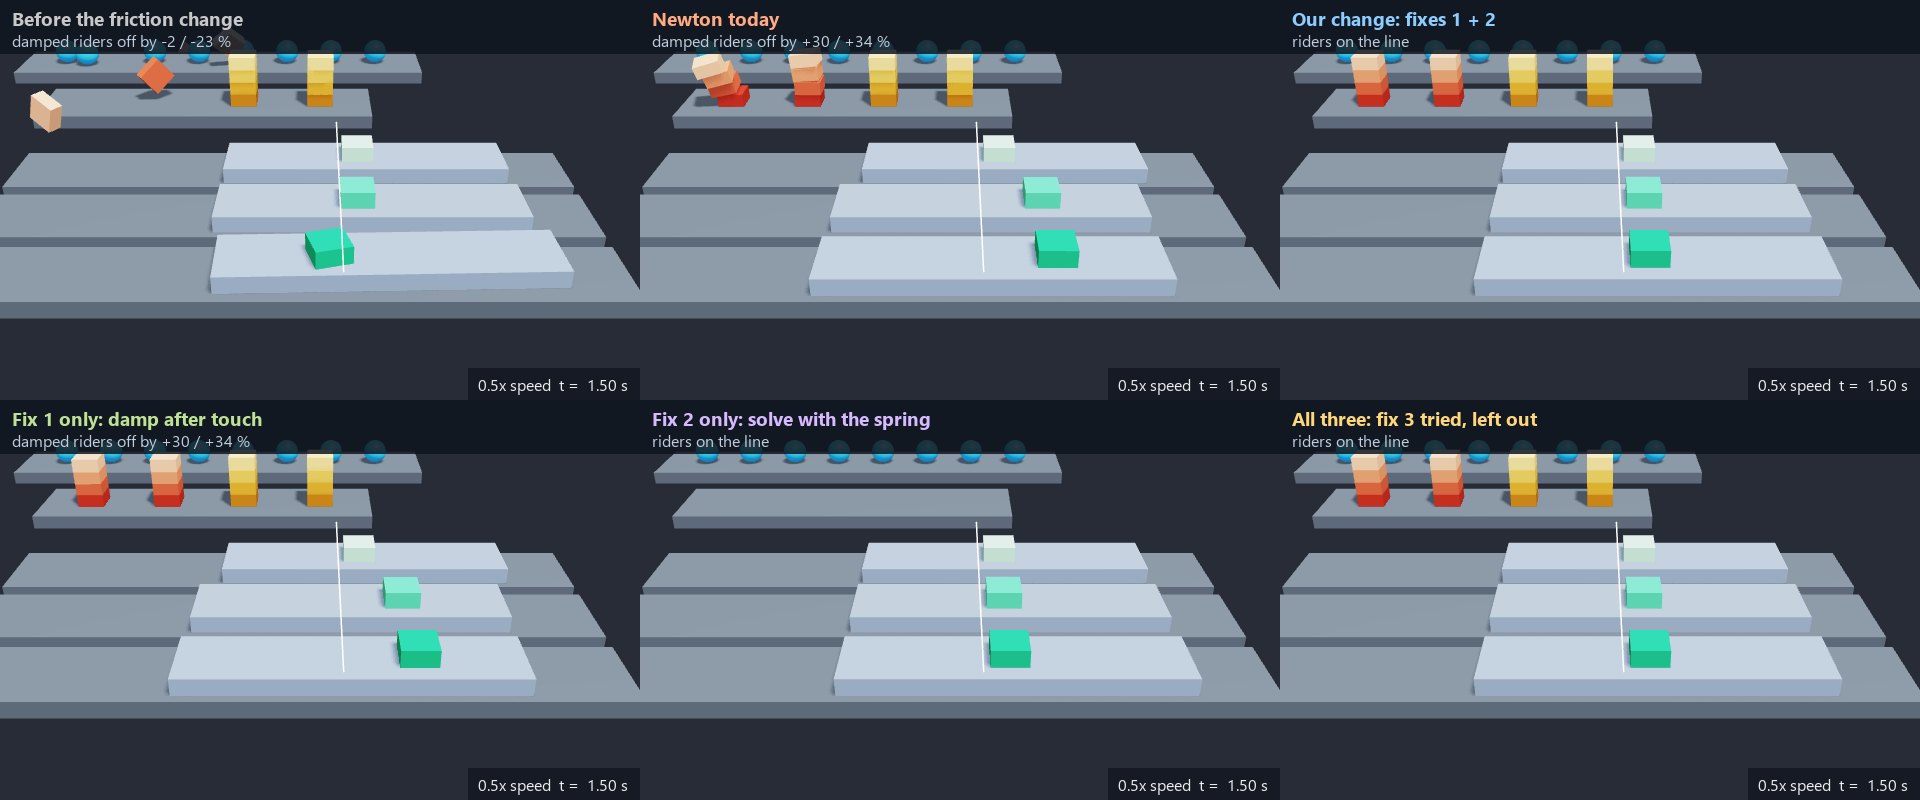 Before the friction change
damped riders off by -2 / -23 %
0.5x speed t = 1.50 s
Newton today
damped riders off by +30 / +34 %
0.5x speed t = 1.50 s
Our change: fixes 1 + 2
riders on the line
0.5x speed t = 1.50 s
Fix 1 only: damp after touch
damped riders off by +30 / +34 %
0.5x speed t = 1.50 s
Fix 2 only: solve with the spring
riders on the line
0.5x speed t = 1.50 s
All three: fix 3 tried, left out
riders on the line
0.5x speed t = 1.50 s